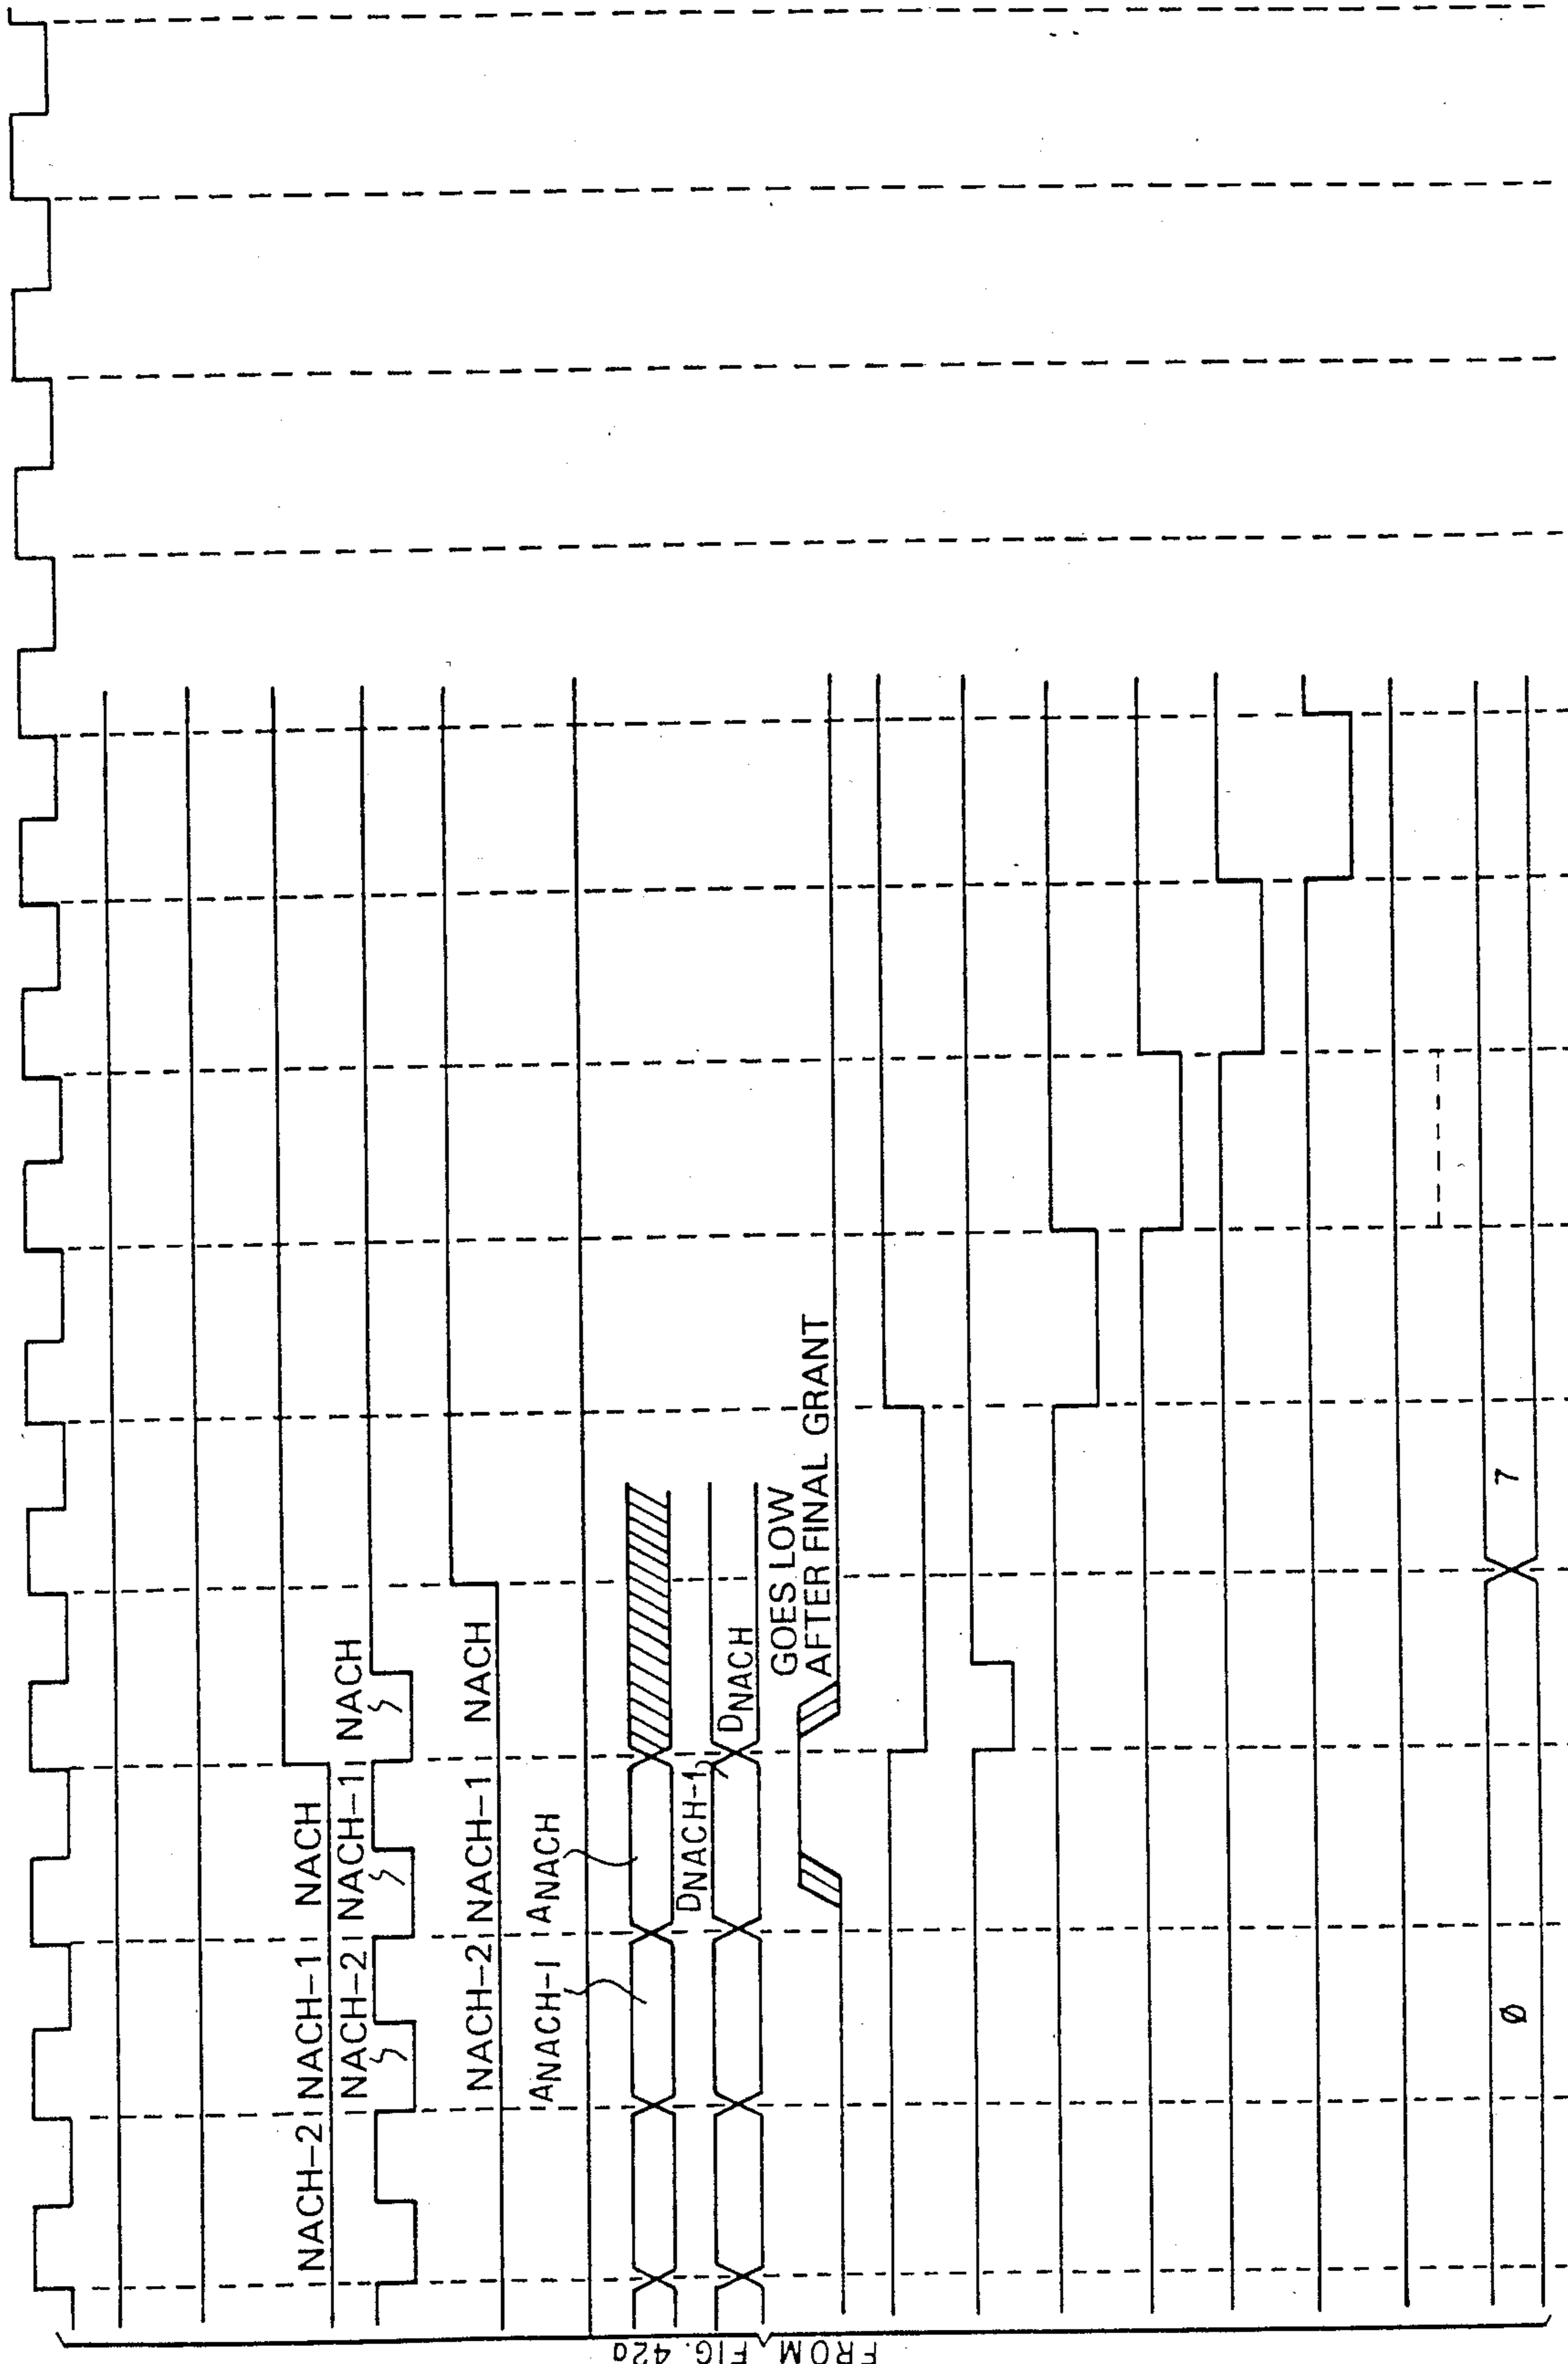 NACH-2 NACH-1 NACH
NACH-2 NACH-1 NACH
NACH-2 NACH-1 NACH
ANACH-1 ANACH
DNACH-1 DNACH
GOES LOW
AFTER FINAL GRANT
Ø 7
FROM FIG. 42a